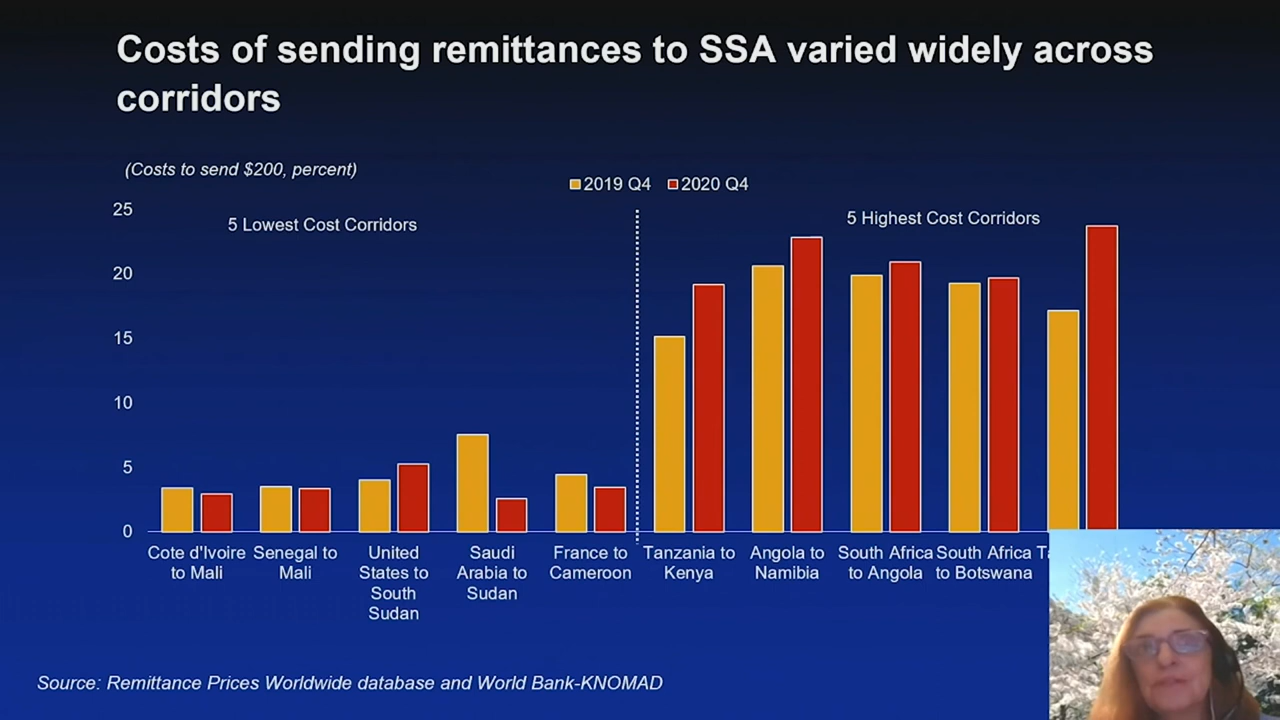 Costs of sending remittances to SSA varied widely across
corridors
(Costs to send $200, percent)
2019 Q4 2020 Q4
25
5 Lowest Cost Corridors
5 Highest Cost Corridors
20
15
10
5
0
Cote d'Ivoire
to Mali
Senegal to
Mali
United
States to
South
Sudan
Saudi
Arabia to
Sudan
France to
Cameroon
Tanzania to
Kenya
Angola to
Namibia
South Africa
to Angola
South Africa
to Botswana
Source: Remittance Prices Worldwide database and World Bank-KNOMAD